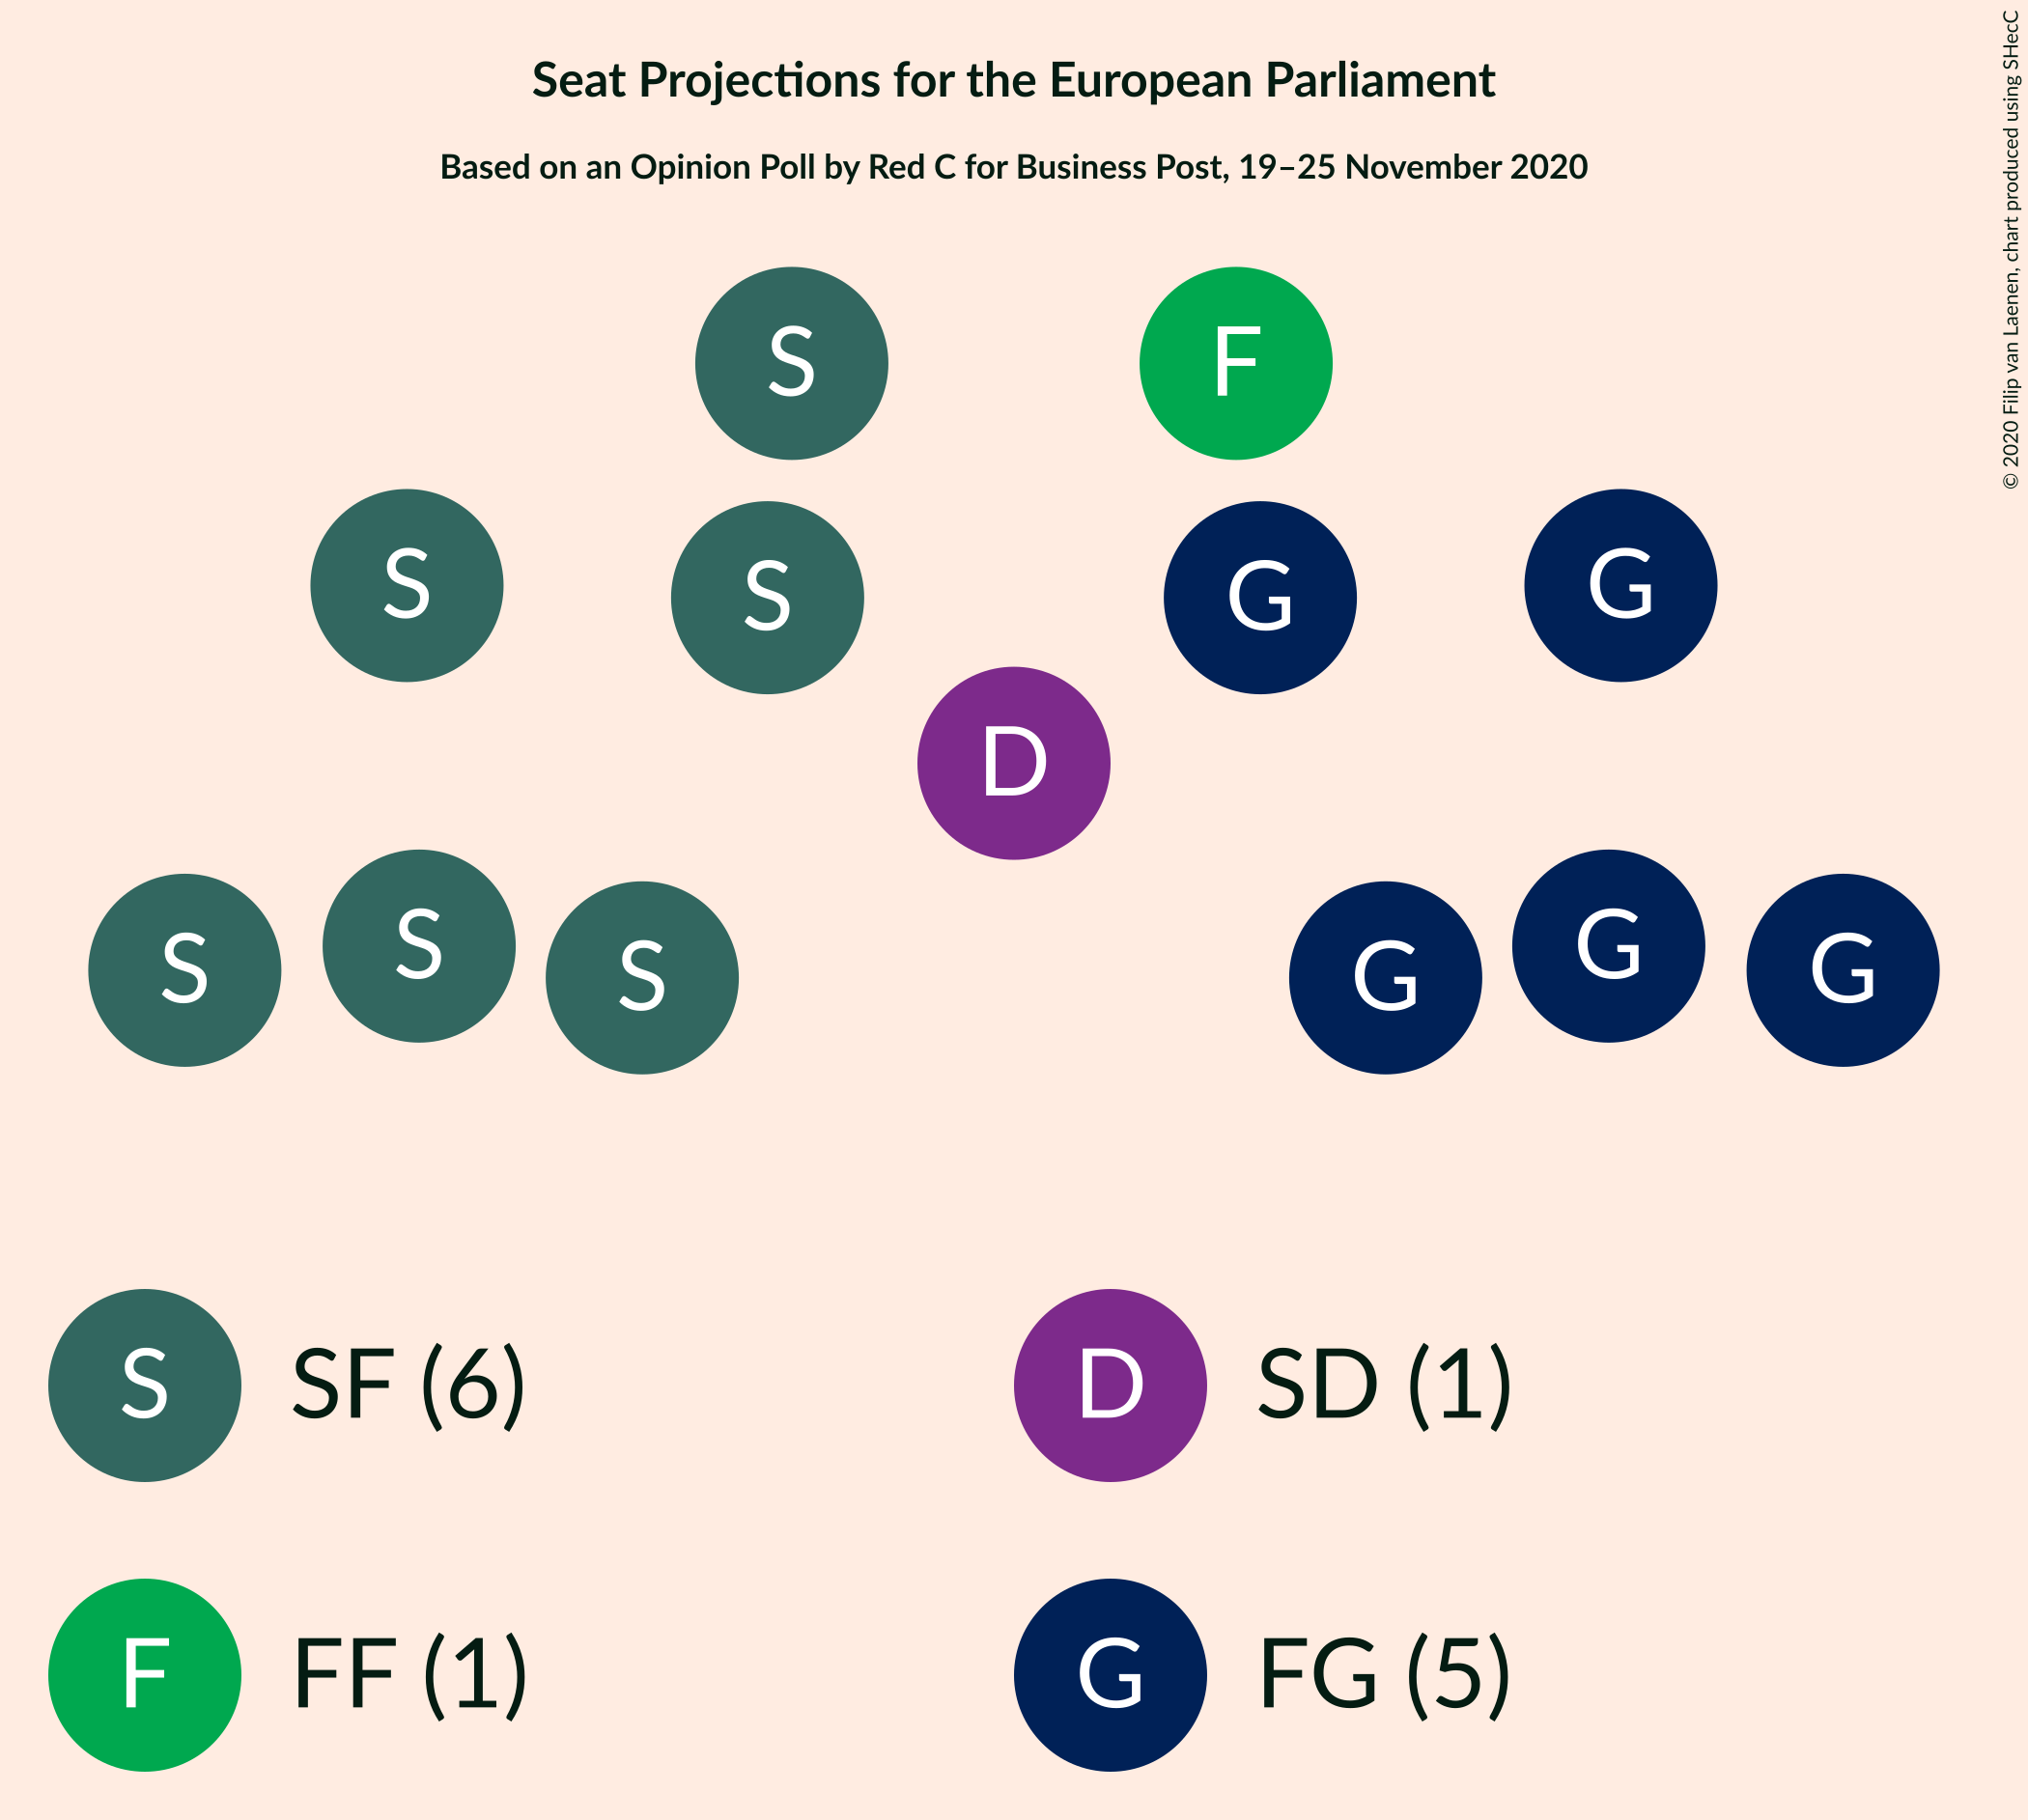 Seat Projections for the European Parliament
Based on an Opinion Poll by Red C for Business Post, 19–25 November 2020
© 2020 Filip van Laenen, chart produced using SHecC
S F
S S G G
D
S S S G G G
S SF (6) D SD (1)
F FF (1) G FG (5)